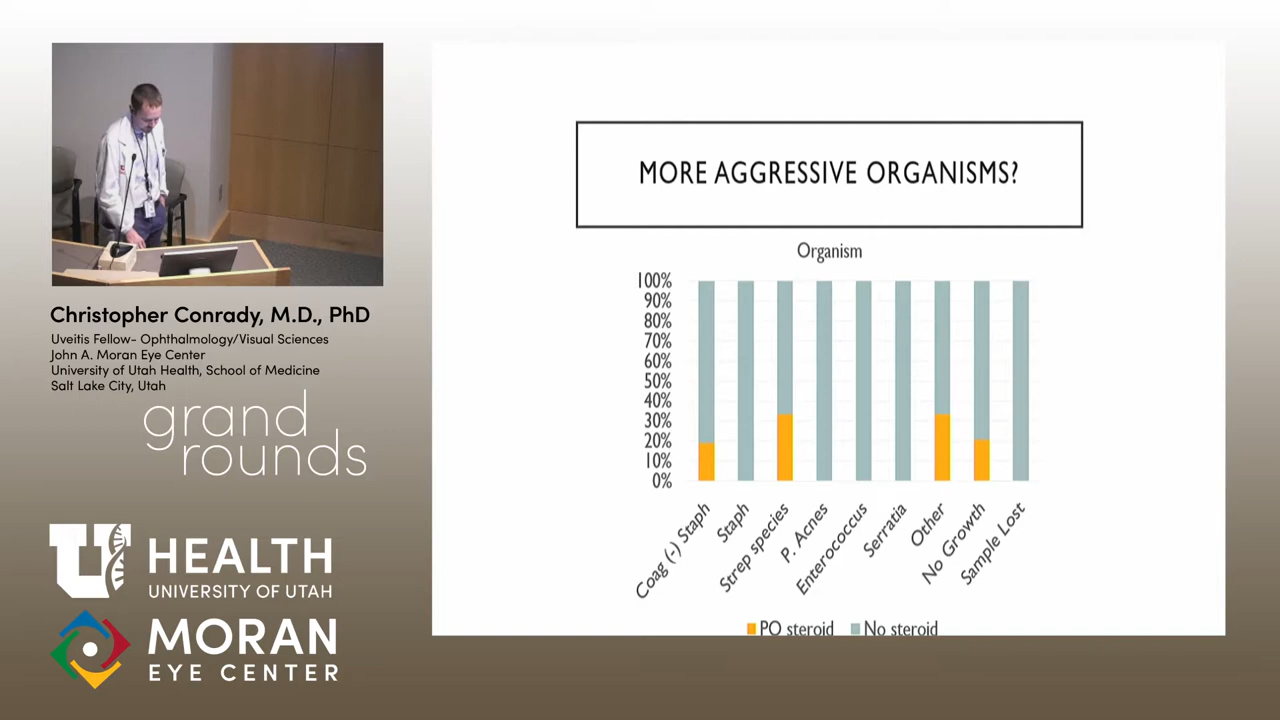 Christopher Conrady, M.D., PhD
Uveitis Fellow- Ophthalmology/Visual Sciences
John A. Moran Eye Center
University of Utah Health, School of Medicine
Salt Lake City, Utah
grand
rounds
U HEALTH
UNIVERSITY OF UTAH
MORAN
EYE CENTER
MORE AGGRESSIVE ORGANISMS?
Organism
100%
90%
80%
70%
60%
50%
40%
30%
20%
10%
0%
Coag (-) Staph
Staph
Strep species
P. Acnes
Enterococcus
Serratia
Other
No Growth
Sample Lost
PO steroid
No steroid